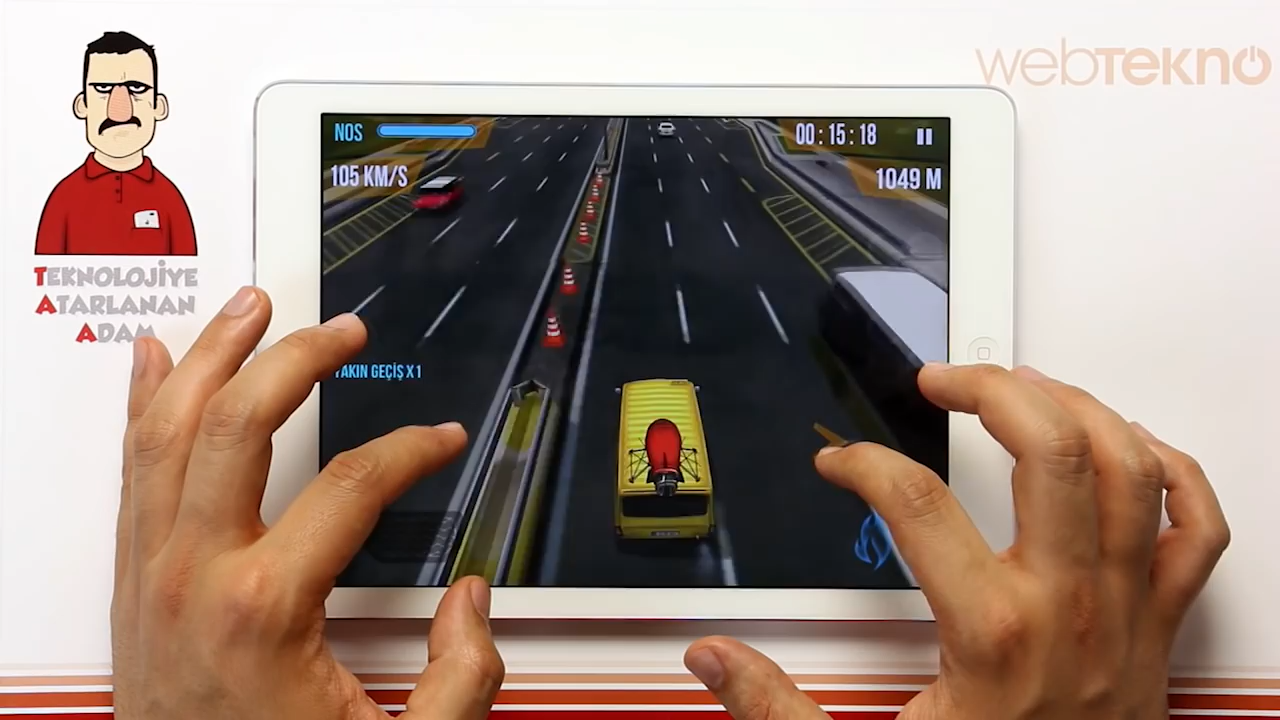 webTEKNO
NOS
00:15:18
105 KM/S
1049 M
TEKNOLOJİYE
ATARLANAN
ADAM
YAKIN GEÇİŞ X1